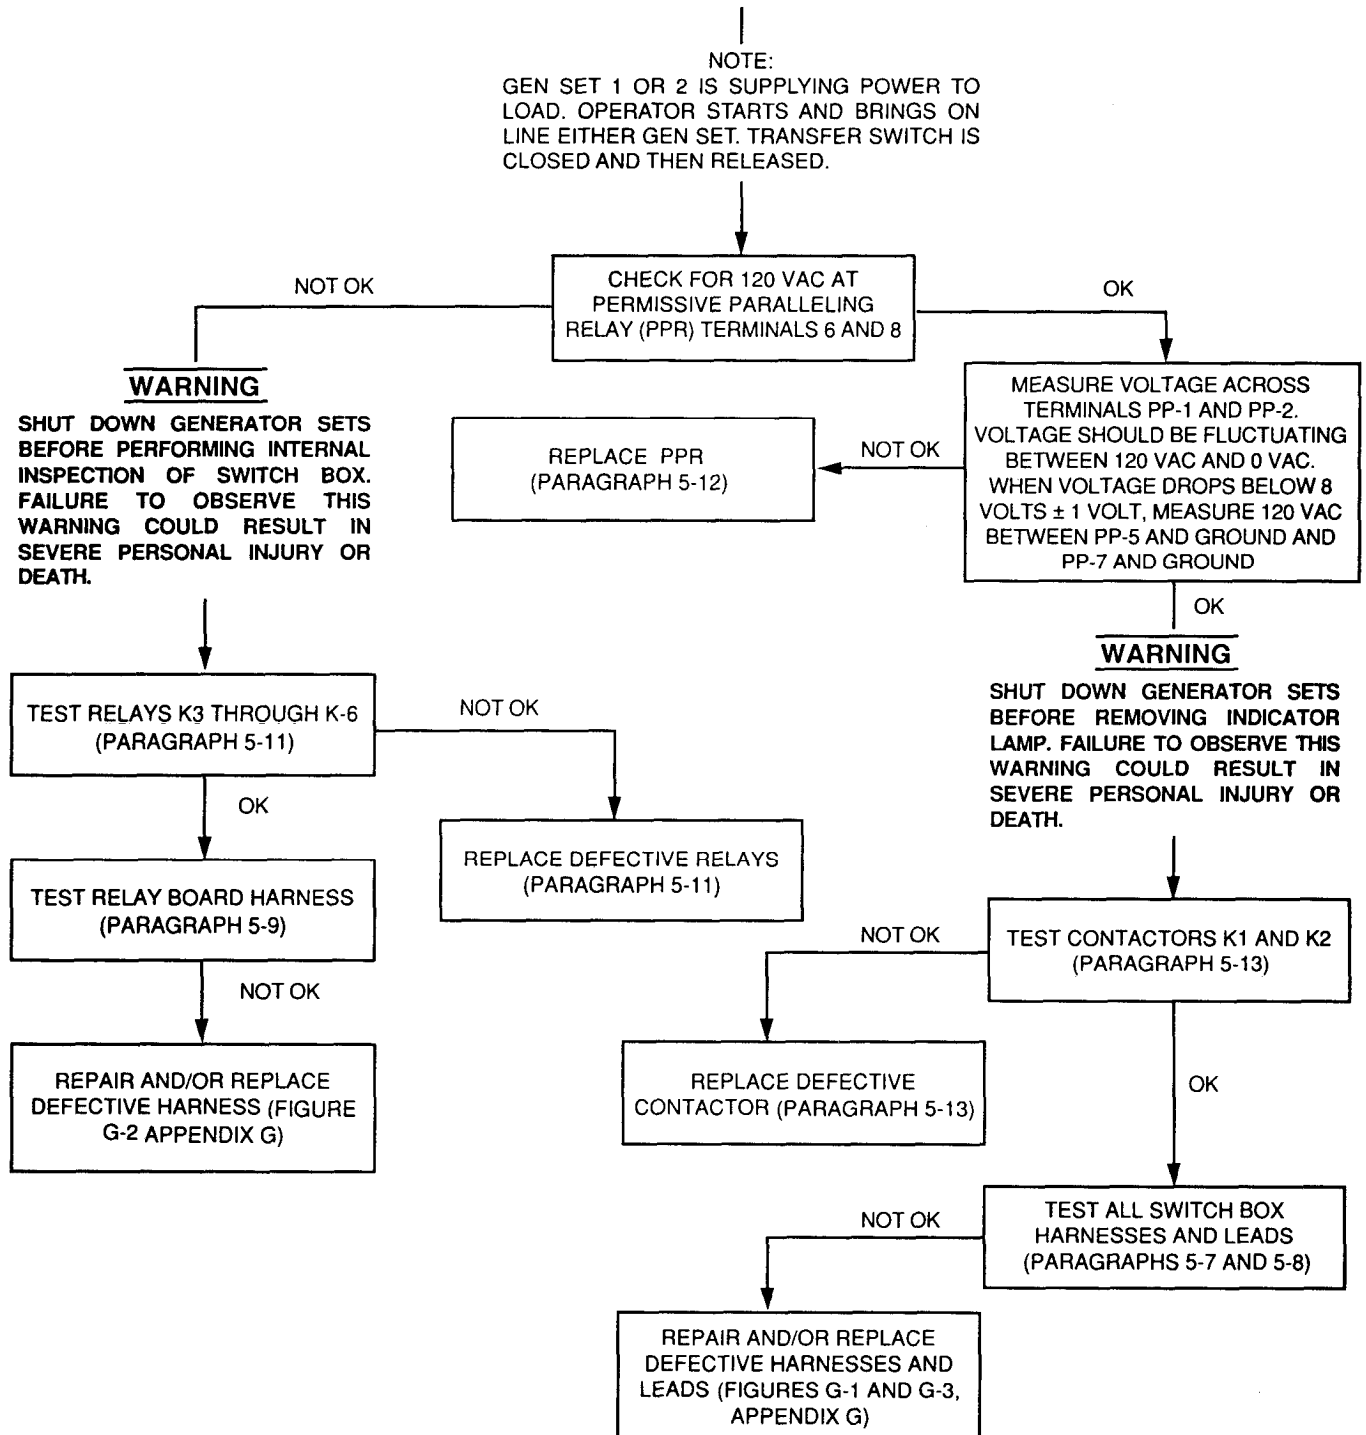 NOTE:
GEN SET 1 OR 2 IS SUPPLYING POWER TO
LOAD. OPERATOR STARTS AND BRINGS ON
LINE EITHER GEN SET. TRANSFER SWITCH IS
CLOSED AND THEN RELEASED.
NOT OK
CHECK FOR 120 VAC AT
PERMISSIVE PARALLELING
RELAY (PPR) TERMINALS 6 AND 8
OK
WARNING
SHUT DOWN GENERATOR SETS
BEFORE PERFORMING INTERNAL
INSPECTION OF SWITCH BOX.
FAILURE TO OBSERVE THIS
WARNING COULD RESULT IN
SEVERE PERSONAL INJURY OR
DEATH.
REPLACE PPR
(PARAGRAPH 5-12)
NOT OK
MEASURE VOLTAGE ACROSS
TERMINALS PP-1 AND PP-2.
VOLTAGE SHOULD BE FLUCTUATING
BETWEEN 120 VAC AND 0 VAC.
WHEN VOLTAGE DROPS BELOW 8
VOLTS ± 1 VOLT, MEASURE 120 VAC
BETWEEN PP-5 AND GROUND AND
PP-7 AND GROUND
OK
WARNING
SHUT DOWN GENERATOR SETS
BEFORE REMOVING INDICATOR
LAMP. FAILURE TO OBSERVE THIS
WARNING COULD RESULT IN
SEVERE PERSONAL INJURY OR
DEATH.
TEST RELAYS K3 THROUGH K-6
(PARAGRAPH 5-11)
NOT OK
OK
REPLACE DEFECTIVE RELAYS
(PARAGRAPH 5-11)
TEST RELAY BOARD HARNESS
(PARAGRAPH 5-9)
NOT OK
REPAIR AND/OR REPLACE
DEFECTIVE HARNESS (FIGURE
G-2 APPENDIX G)
NOT OK
TEST CONTACTORS K1 AND K2
(PARAGRAPH 5-13)
REPLACE DEFECTIVE
CONTACTOR (PARAGRAPH 5-13)
OK
NOT OK
TEST ALL SWITCH BOX
HARNESSES AND LEADS
(PARAGRAPHS 5-7 AND 5-8)
REPAIR AND/OR REPLACE
DEFECTIVE HARNESSES AND
LEADS (FIGURES G-1 AND G-3,
APPENDIX G)